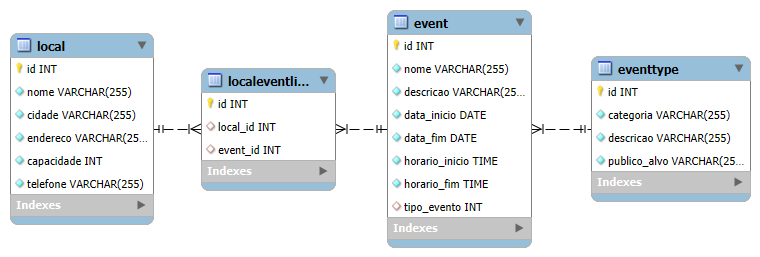 local
id INT
nome VARCHAR(255)
cidade VARCHAR(255)
endereco VARCHAR(25...
capacidade INT
telefone VARCHAR(255)
Indexes
localeventli...
id INT
local_id INT
event_id INT
Indexes
event
id INT
nome VARCHAR(255)
descricao VARCHAR(25...
data_inicio DATE
data_fim DATE
horario_inicio TIME
horario_fim TIME
tipo_evento INT
Indexes
eventtype
id INT
categoria VARCHAR(255)
descricao VARCHAR(255)
publico_alvo VARCHAR(25...
Indexes